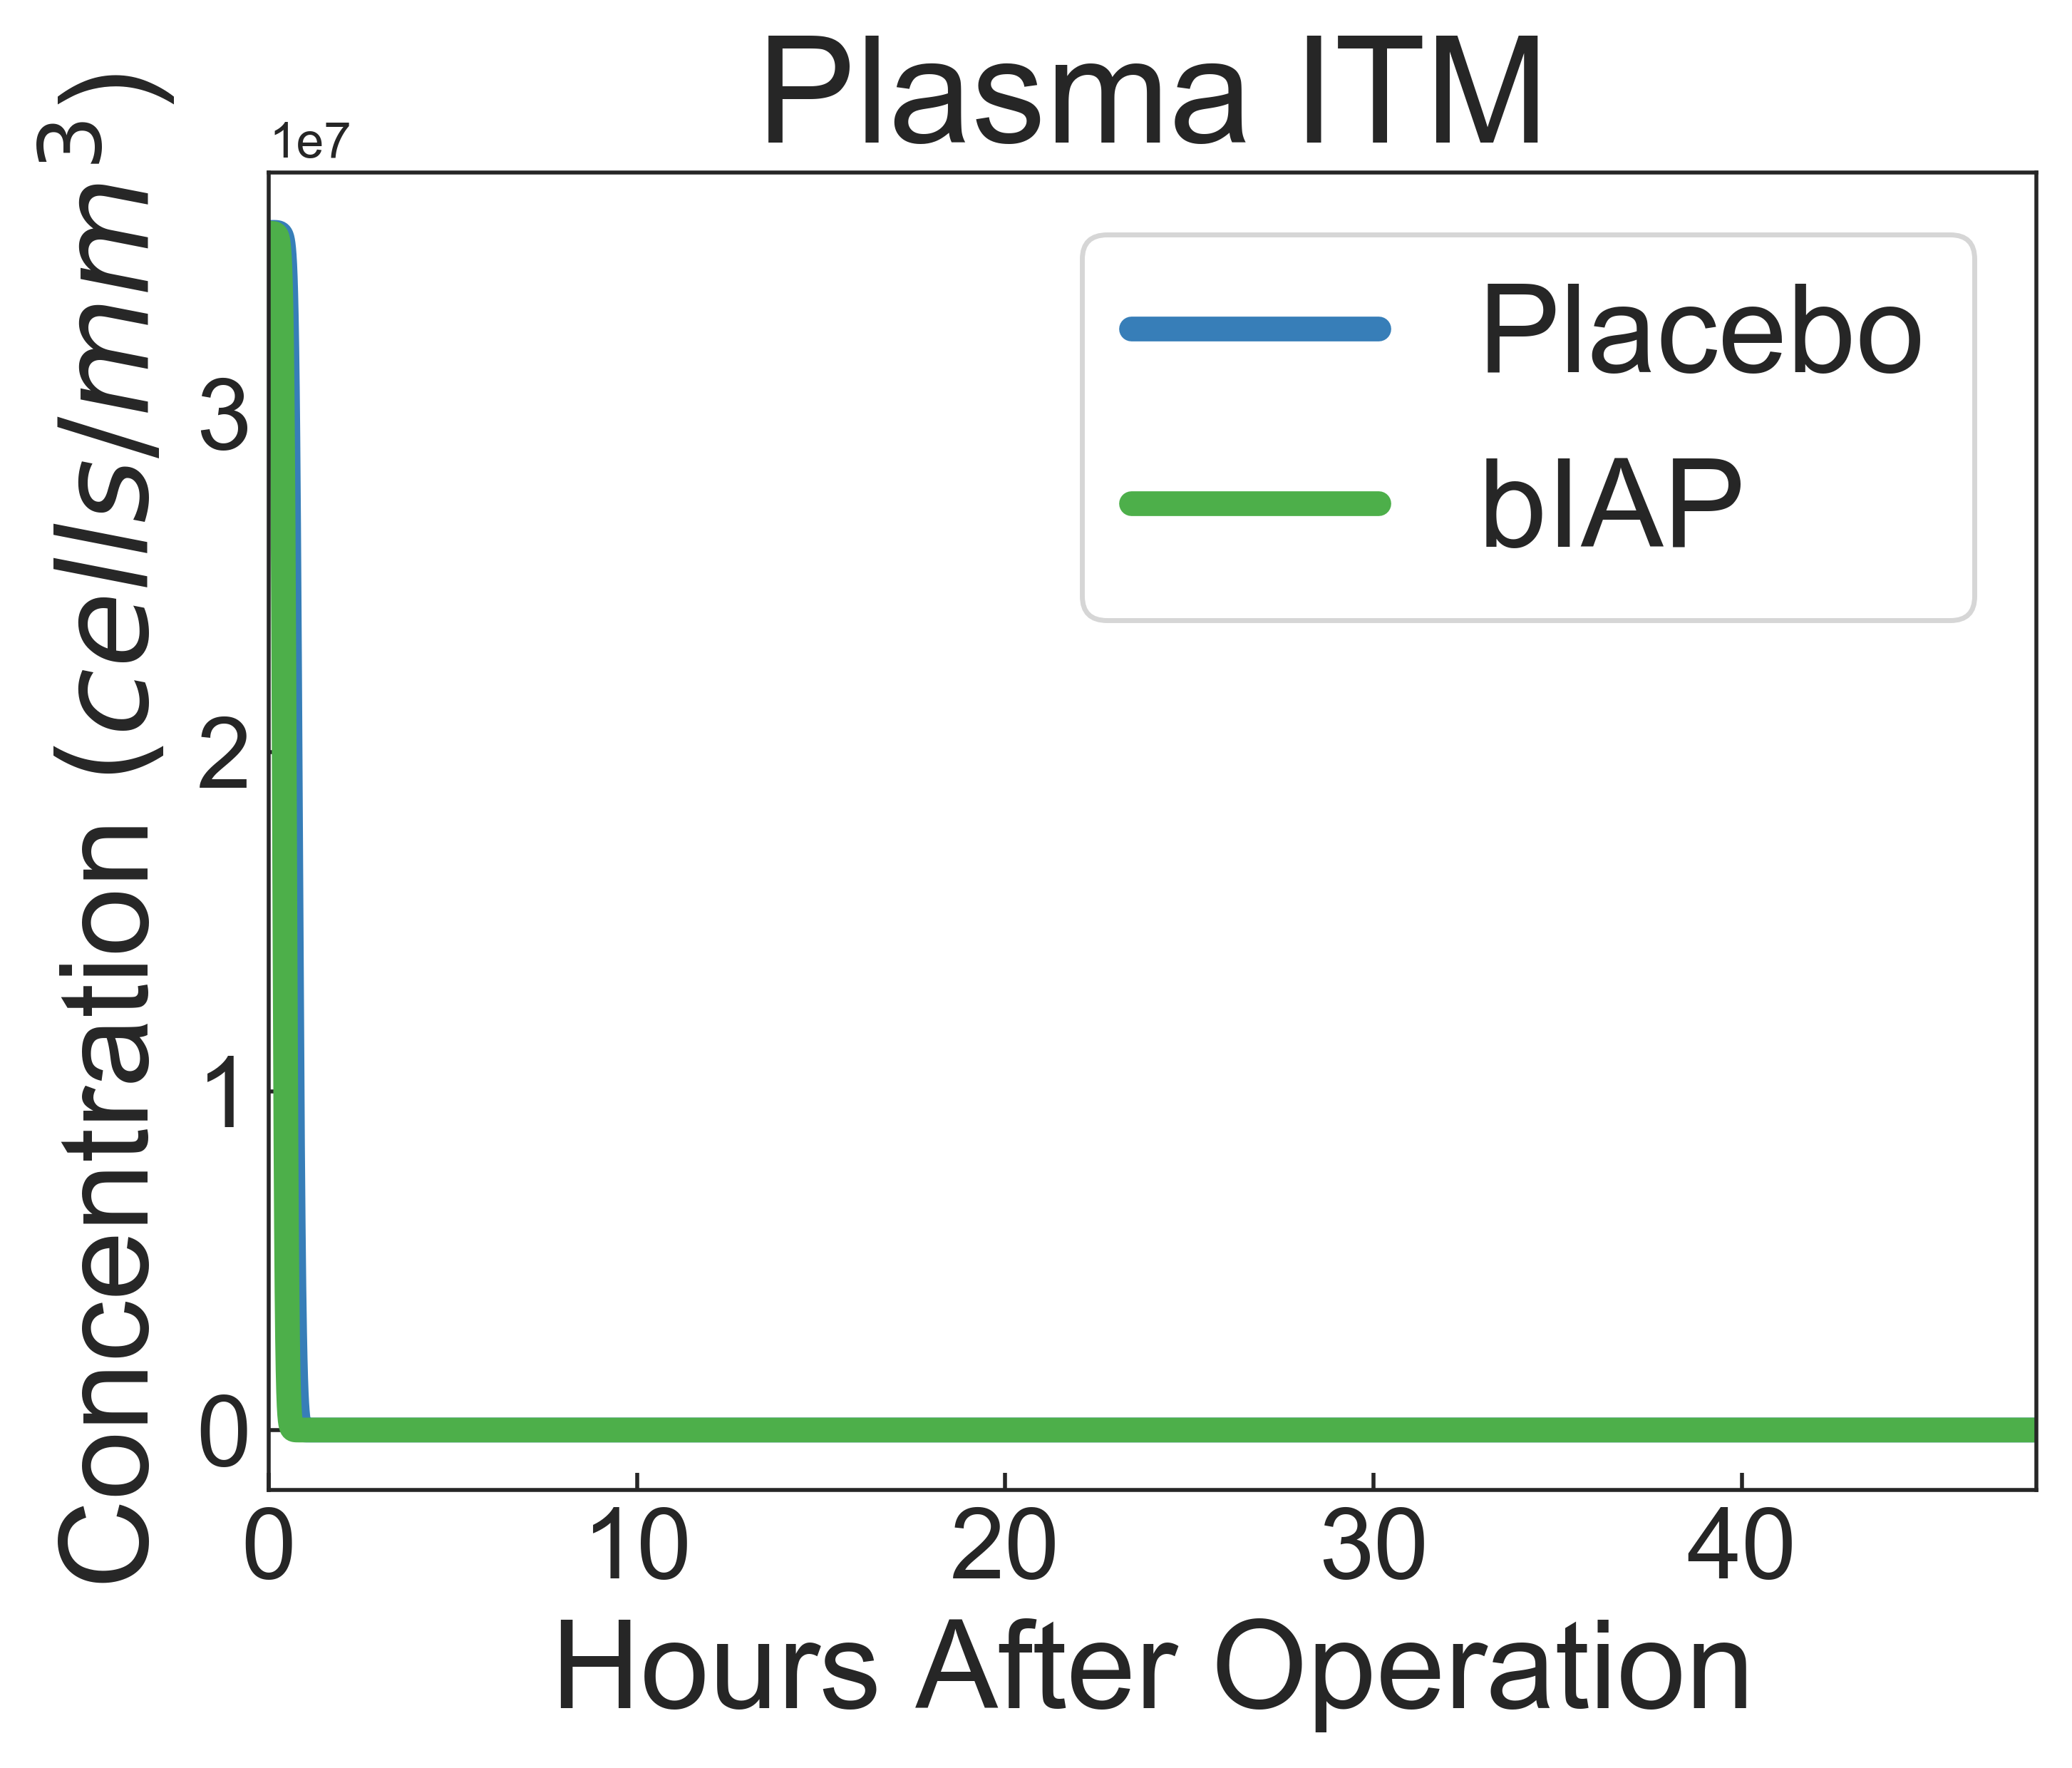 Plasma ITM
1e7
Concentration (cells/mm³)
3
2
1
0
Placebo
bIAP
0 10 20 30 40
Hours After Operation